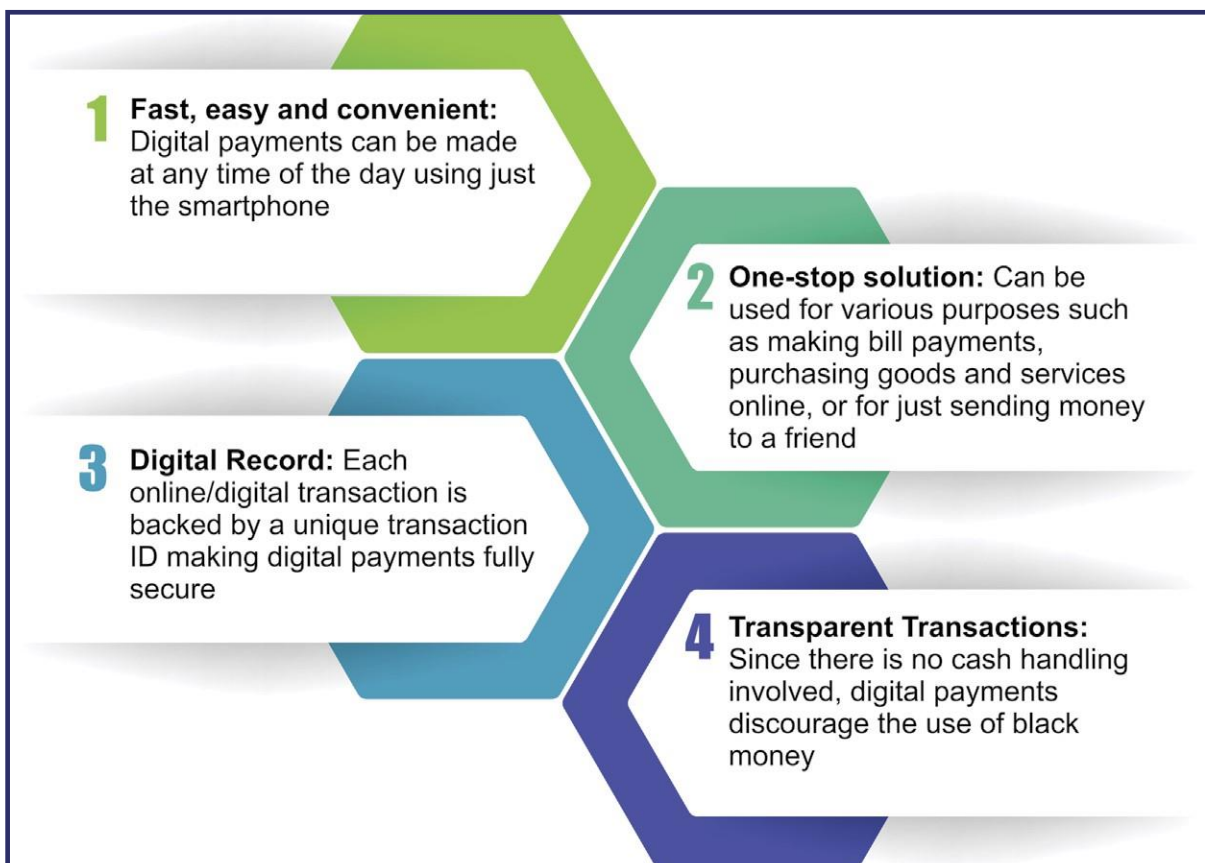 1 Fast, easy and convenient:
Digital payments can be made
at any time of the day using just
the smartphone
2 One-stop solution: Can be
used for various purposes such
as making bill payments,
purchasing goods and services
online, or for just sending money
to a friend
3 Digital Record: Each
online/digital transaction is
backed by a unique transaction
ID making digital payments fully
secure
4 Transparent Transactions:
Since there is no cash handling
involved, digital payments
discourage the use of black
money